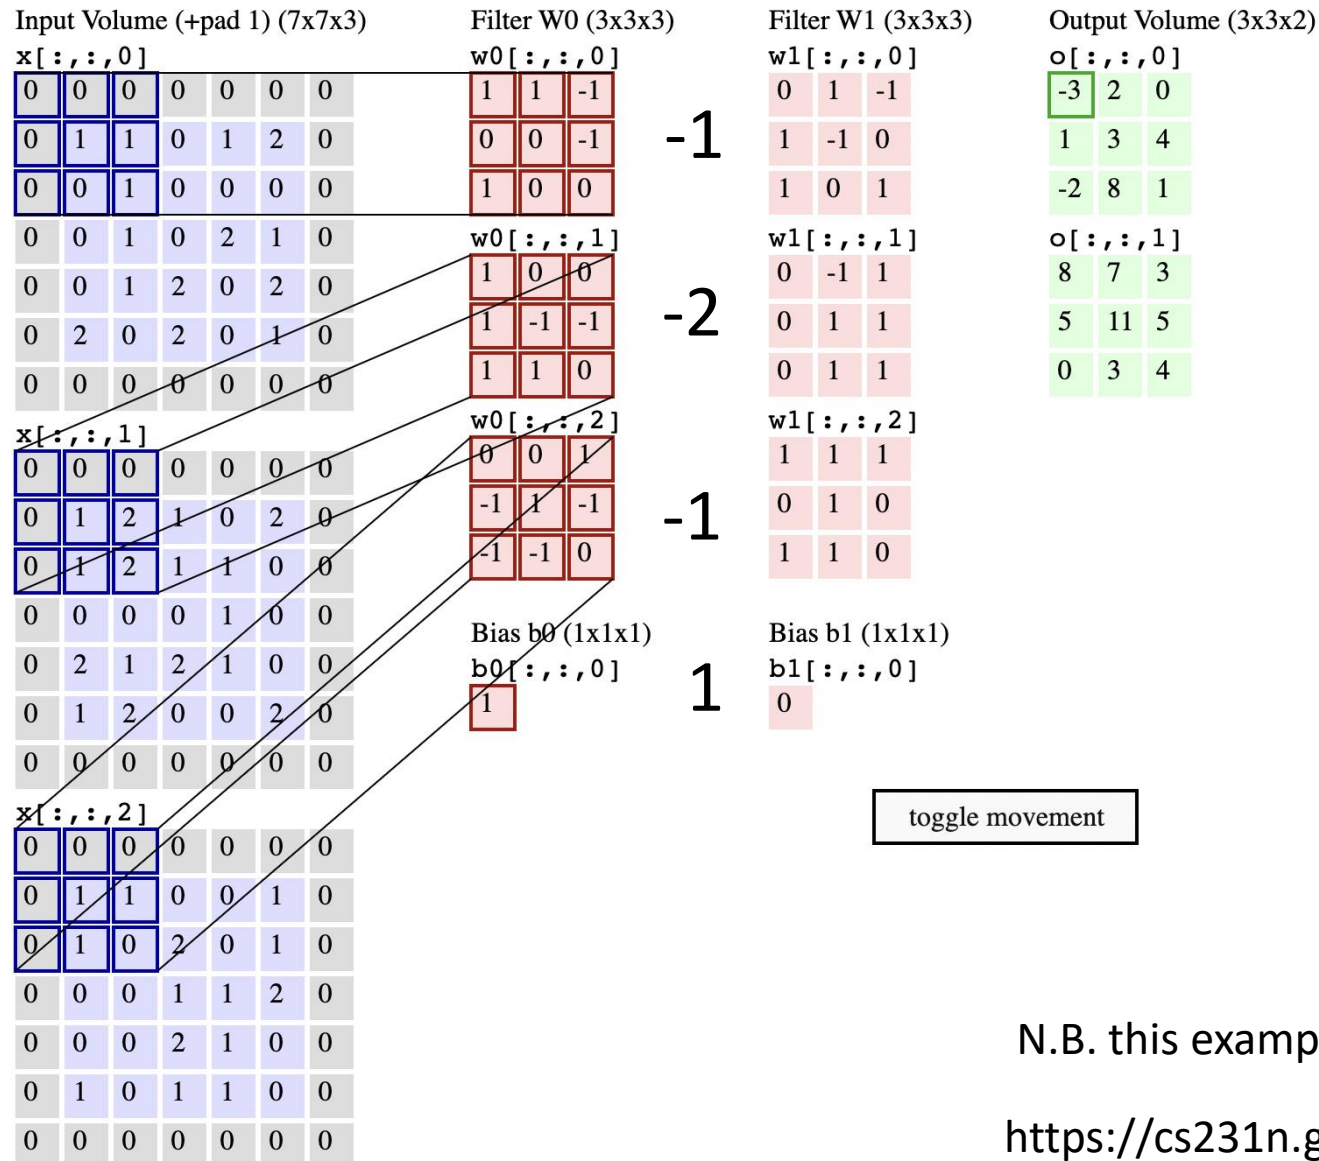 Input Volume (+pad 1) (7x7x3)
x[:,:,0]
0 0 0 0 0 0 0
0 1 1 0 1 2 0
0 0 1 0 0 0 0
0 0 1 0 2 1 0
0 0 1 2 0 2 0
0 2 0 2 0 1 0
0 0 0 0 0 0 0
x[:,:,1]
0 0 0 0 0 0 0
0 1 2 1 0 2 0
0 1 2 1 1 0 0
0 0 0 0 1 0 0
0 2 1 2 1 0 0
0 1 2 0 0 2 0
0 0 0 0 0 0 0
x[:,:,2]
0 0 0 0 0 0 0
0 1 1 0 0 1 0
0 1 0 2 0 1 0
0 0 0 1 1 2 0
0 0 0 2 1 0 0
0 1 0 1 1 0 0
0 0 0 0 0 0 0
Filter W0 (3x3x3)
w0[:,:,0]
1 1 -1
0 0 -1
1 0 0
-1
w0[:,:,1]
1 0 0
1 -1 -1
1 1 0
-2
w0[:,:,2]
0 0 1
-1 1 -1
-1 -1 0
-1
Bias b0 (1x1x1)
b0[:,:,0]
1
1
Filter W1 (3x3x3)
w1[:,:,0]
0 1 -1
1 -1 0
1 0 1
w1[:,:,1]
0 -1 1
0 1 1
0 1 1
w1[:,:,2]
1 1 1
0 1 0
1 1 0
Bias b1 (1x1x1)
b1[:,:,0]
0
Output Volume (3x3x2)
o[:,:,0]
-3 2 0
1 3 4
-2 8 1
o[:,:,1]
8 7 3
5 11 5
0 3 4
toggle movement
N.B. this examp
https://cs231n.g